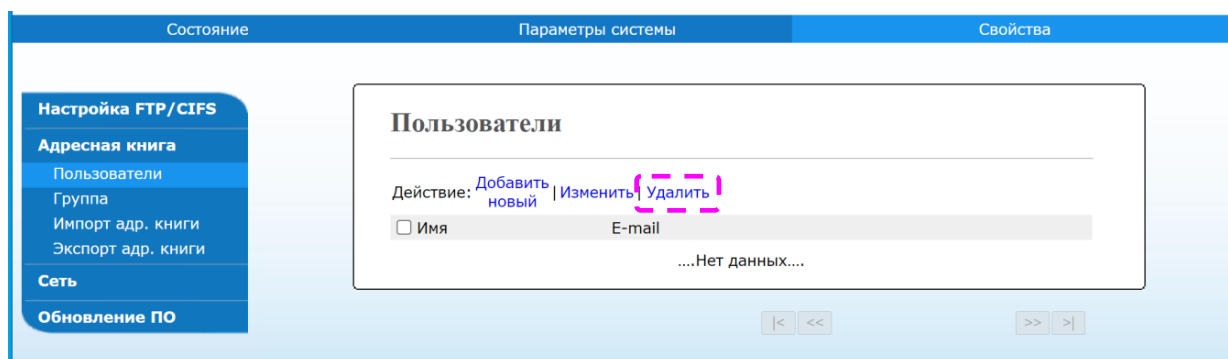 Состояние Параметры системы Свойства
Настройка FTP/CIFS
Адресная книга
Пользователи
Группа
Импорт адр. книги
Экспорт адр. книги
Сеть
Обновление ПО
Пользователи
Действие: Добавить новый | Изменить | Удалить
Имя E-mail
....Нет данных....
|< << >> >|